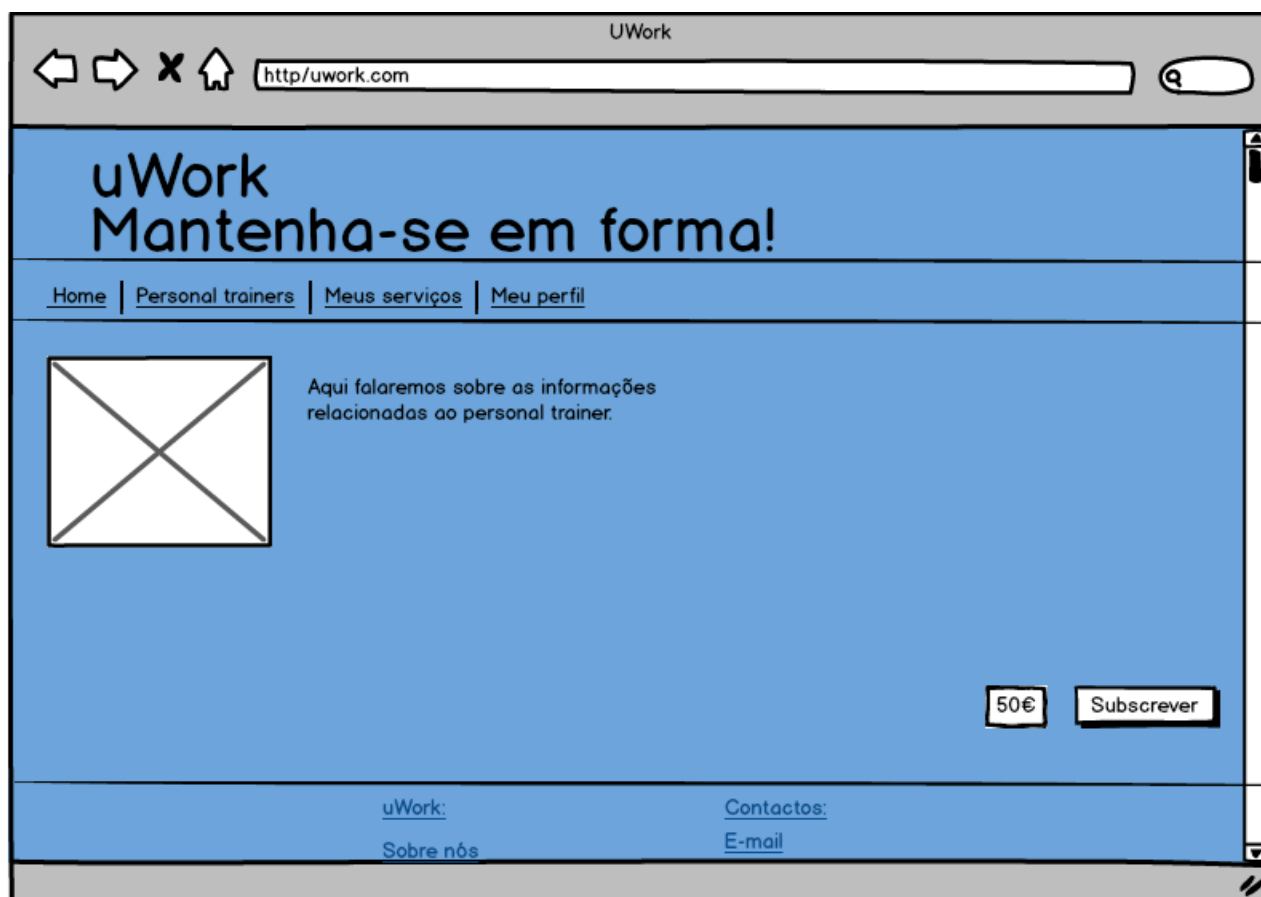 UWork
http/uwork.com
uWork
Mantenha-se em forma!
Home Personal trainers Meus serviços Meu perfil
Aqui falaremos sobre as informações
relacionadas ao personal trainer.
50€ Subscrever
uWork: Contactos:
Sobre nós E-mail